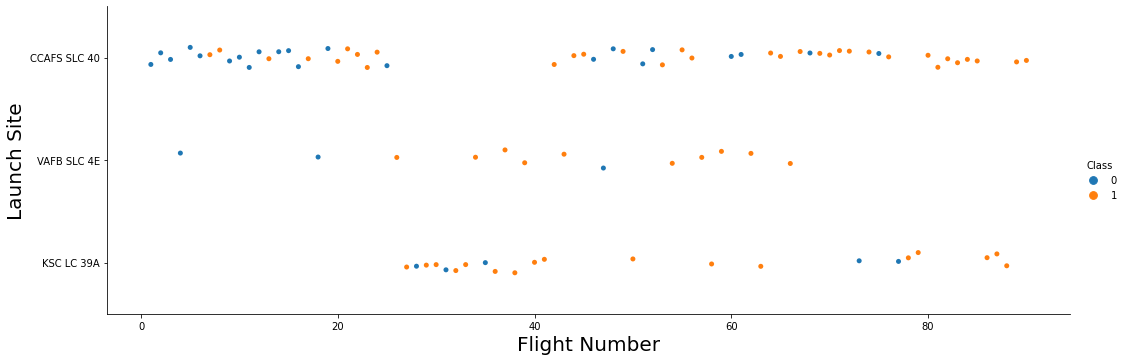 Launch Site
CCAFS SLC 40
VAFB SLC 4E
KSC LC 39A
0
20
40
60
80
Flight Number
Class
0
1